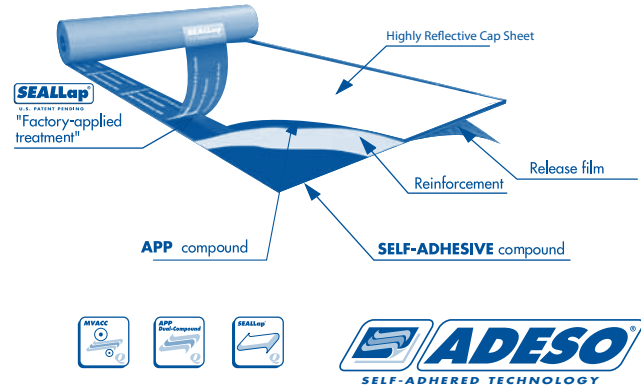 Highly Reflective Cap Sheet
SEALLap®
U.S. PATENT PENDING
"Factory-applied
treatment"
Release film
Reinforcement
APP compound
SELF-ADHESIVE compound
MVACC
APP
Dual-Compound
SEALLap®
ADESO®
SELF-ADHERED TECHNOLOGY